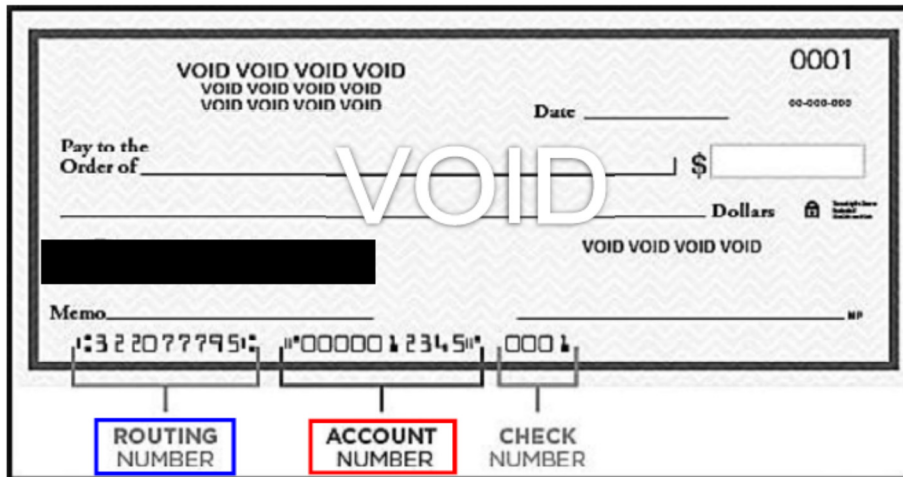 VOID VOID VOID VOID
VOID VOID VOID VOID
VOID VOID VOID VOID
0001
Date
00-000-000
Pay to the
Order of
$
VOID
Dollars
VOID VOID VOID VOID
Memo
MP
⑆322077795⑆ ⑈0000012345⑈ 0001
ROUTING
NUMBER
ACCOUNT
NUMBER
CHECK
NUMBER